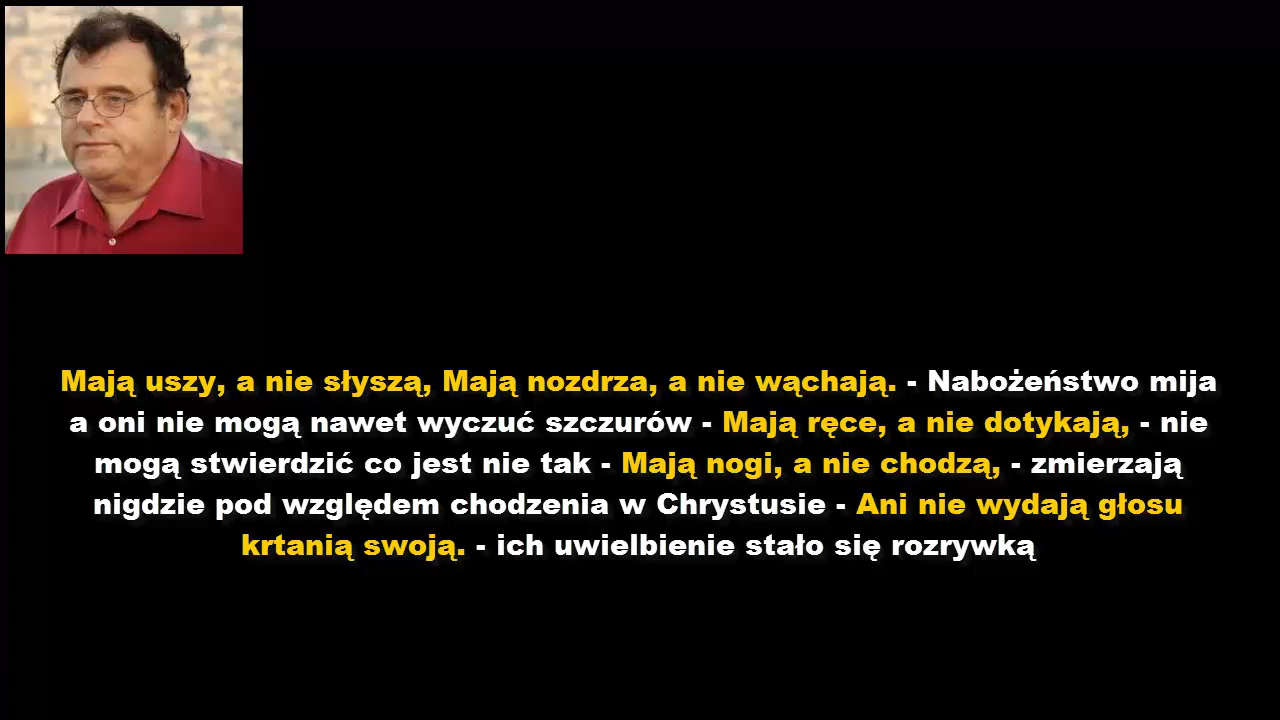 Mają uszy, a nie słyszą, Mają nozdrza, a nie wąchają. - Nabożeństwo mija
a oni nie mogą nawet wyczuć szczurów - Mają ręce, a nie dotykają, - nie
mogą stwierdzić co jest nie tak - Mają nogi, a nie chodzą, - zmierzają
nigdzie pod względem chodzenia w Chrystusie - Ani nie wydają głosu
krtanią swoją. - ich uwielbienie stało się rozrywką